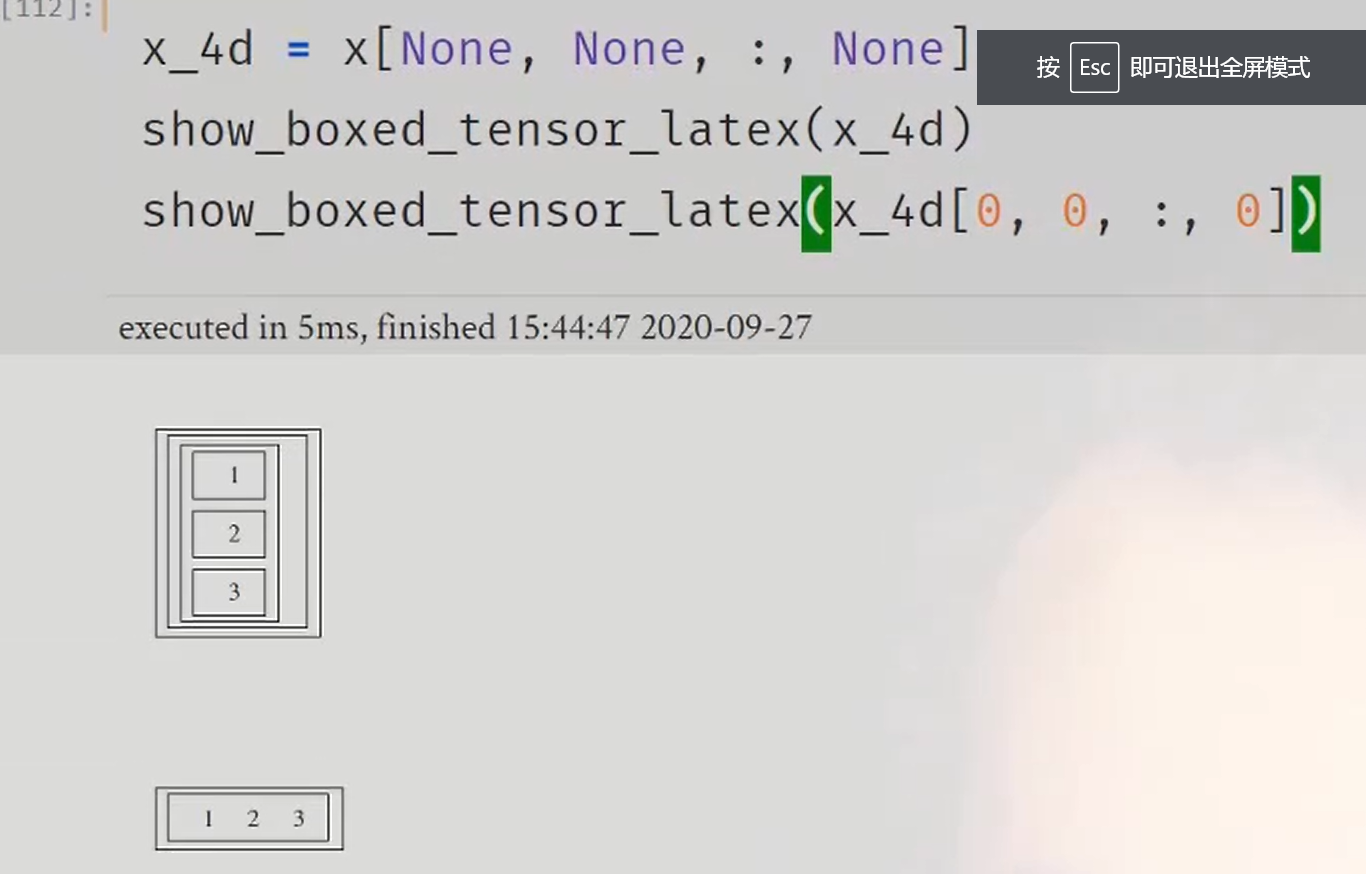 [112]:
x_4d = x[None, None, :, None]
按 Esc 即可退出全屏模式
show_boxed_tensor_latex(x_4d)
show_boxed_tensor_latex(x_4d[0, 0, :, 0])
executed in 5ms, finished 15:44:47 2020-09-27
1
2
3
1 2 3